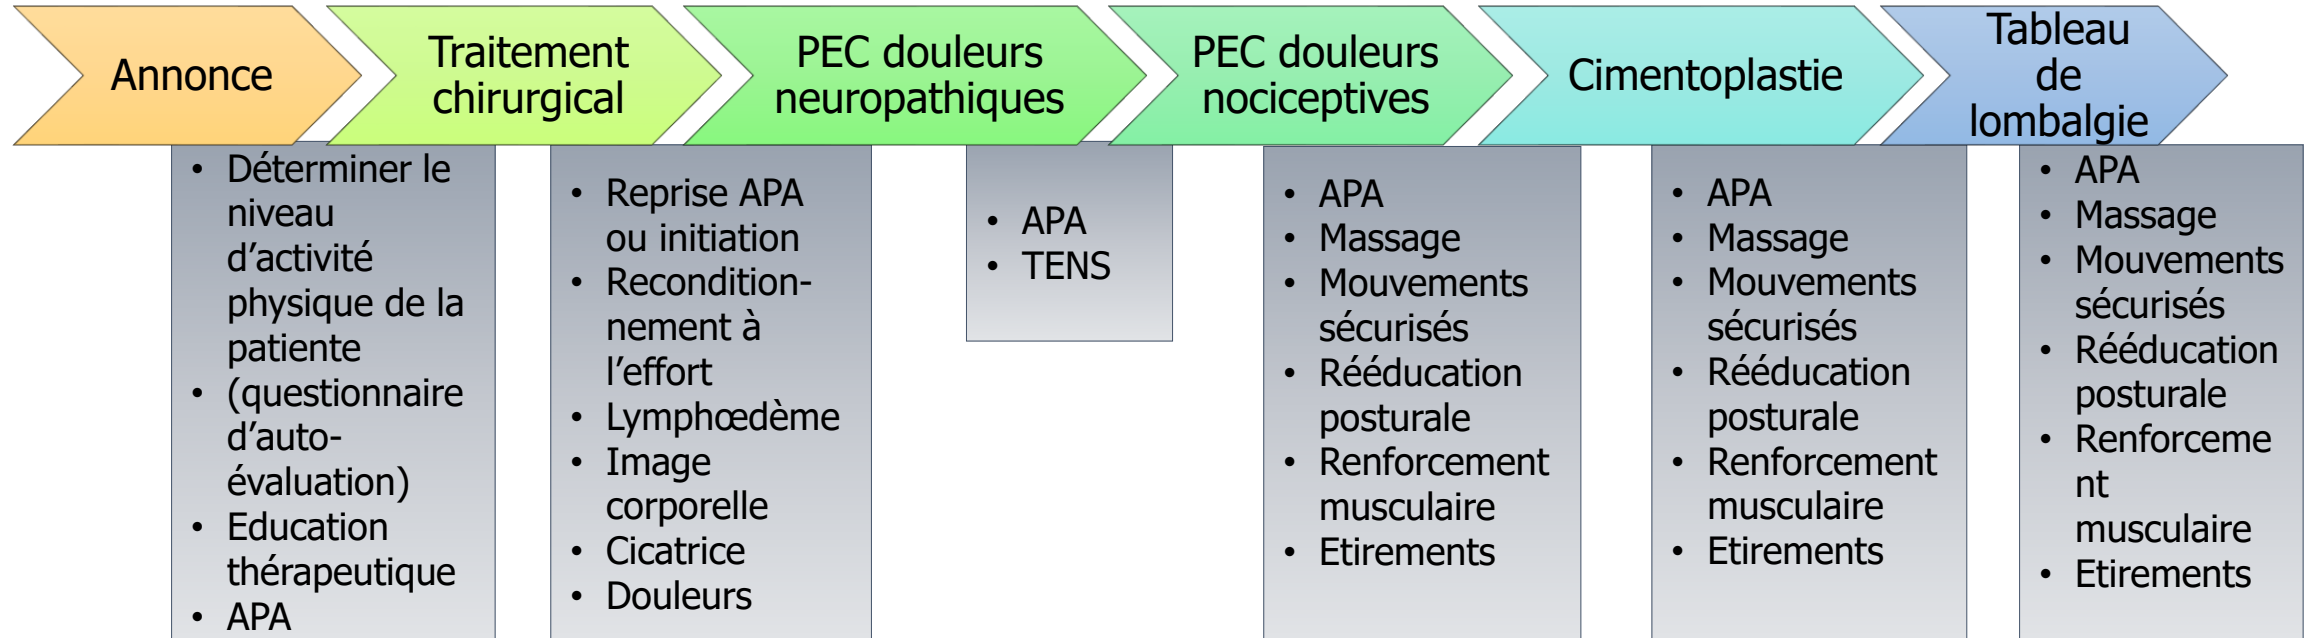 Annonce
Traitement
chirurgical
PEC douleurs
neuropathiques
PEC douleurs
nociceptives
Cimentoplastie
Tableau
de
lombalgie
• Déterminer le
niveau
d’activité
physique de la
patiente
• (questionnaire
d’auto-
évaluation)
• Education
thérapeutique
• APA
• Reprise APA
ou initiation
• Recondition-
nement à
l’effort
• Lymphœdème
• Image
corporelle
• Cicatrice
• Douleurs
• APA
• TENS
• APA
• Massage
• Mouvements
sécurisés
• Rééducation
posturale
• Renforcement
musculaire
• Etirements
• APA
• Massage
• Mouvements
sécurisés
• Rééducation
posturale
• Renforcement
musculaire
• Etirements
• APA
• Massage
• Mouvements
sécurisés
• Rééducation
posturale
• Renforceme
nt
musculaire
• Etirements